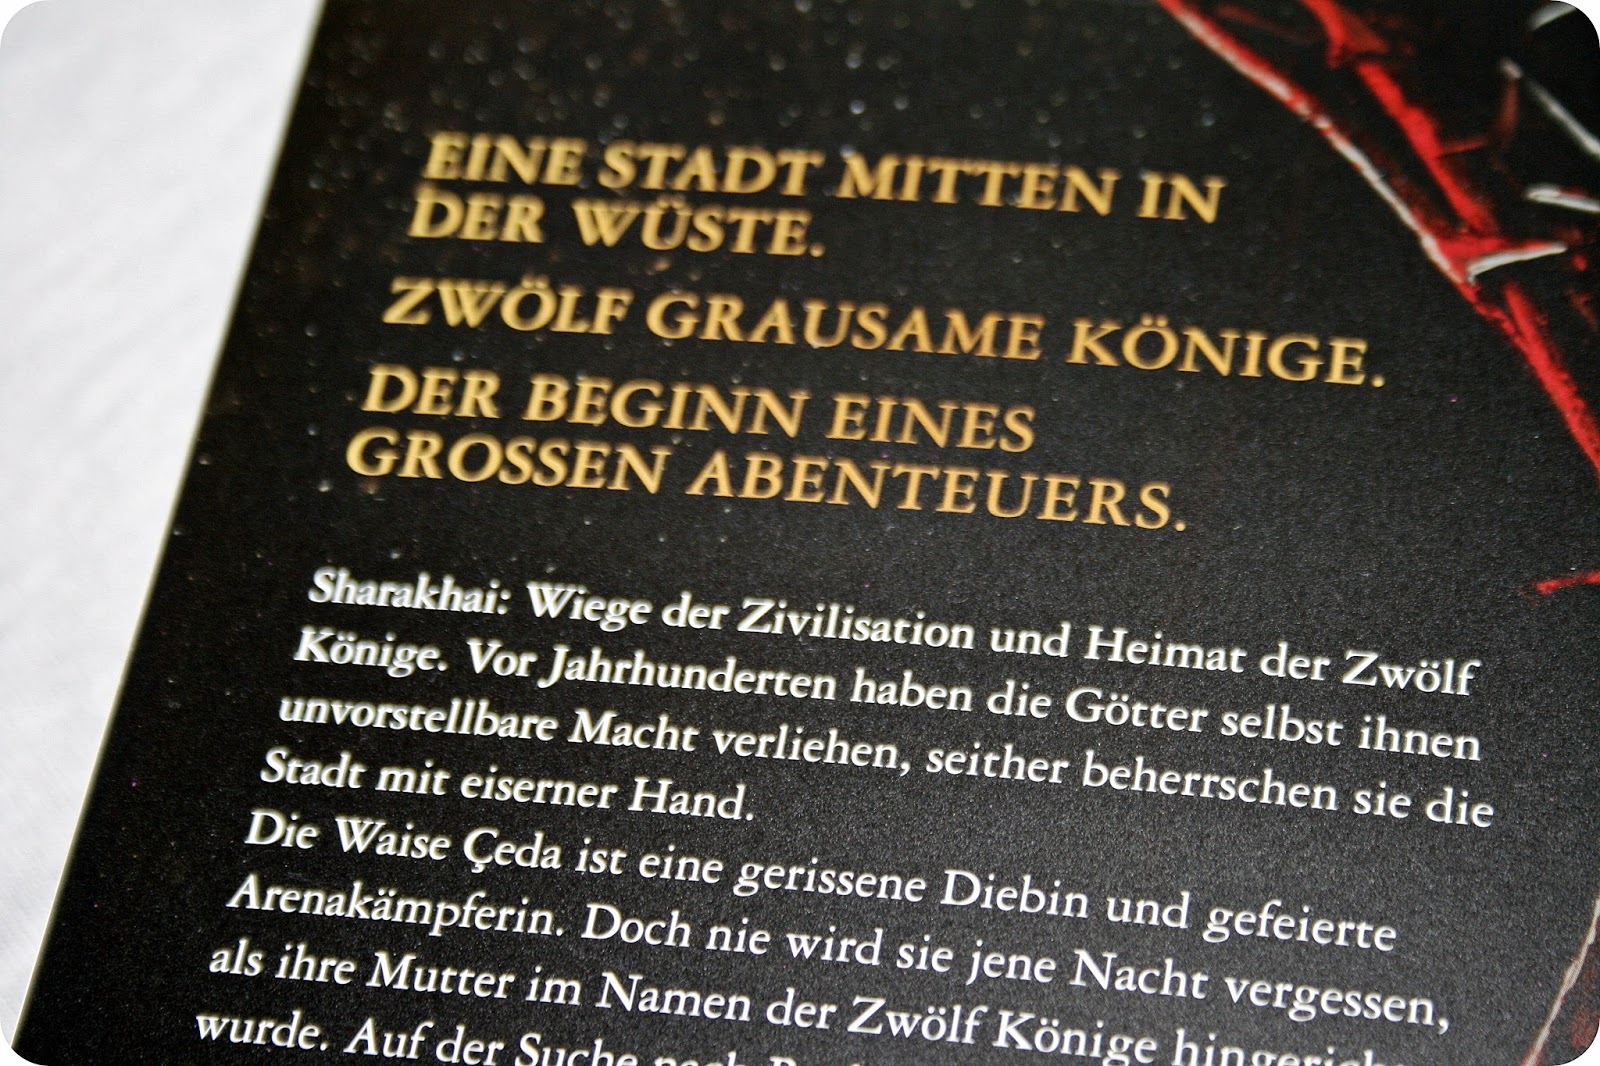 EINE STADT MITTEN IN
DER WÜSTE.
ZWÖLF GRAUSAME KÖNIGE.
DER BEGINN EINES
GROSSEN ABENTEUERS.
Sharakhai: Wiege der Zivilisation und Heimat der Zwölf
Könige. Vor Jahrhunderten haben die Götter selbst ihnen
unvorstellbare Macht verliehen, seither beherrschen sie die
Stadt mit eiserner Hand.
Die Waise Çeda ist eine gerissene Diebin und gefeierte
Arenakämpferin. Doch nie wird sie jene Nacht vergessen,
als ihre Mutter im Namen der Zwölf Könige
wurde. Auf der Suche nach